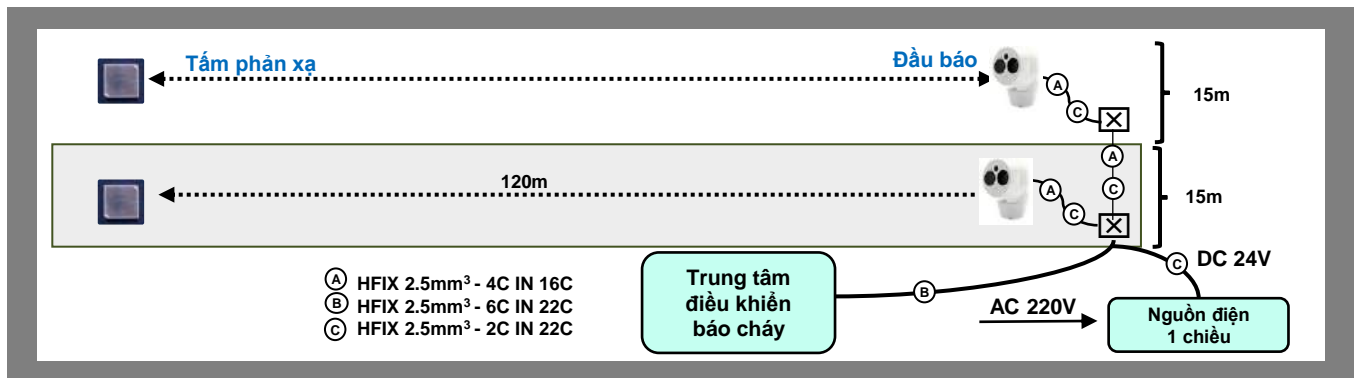 Tấm phản xạ
Đầu báo
A
C
15m
A
120m
A
C
C
15m
DC 24V
C
Ⓐ HFIX 2.5mm³ - 4C IN 16C
Ⓑ HFIX 2.5mm³ - 6C IN 22C
Ⓒ HFIX 2.5mm³ - 2C IN 22C
Trung tâm
điều khiển
báo cháy
B
AC 220V
Nguồn điện
1 chiều